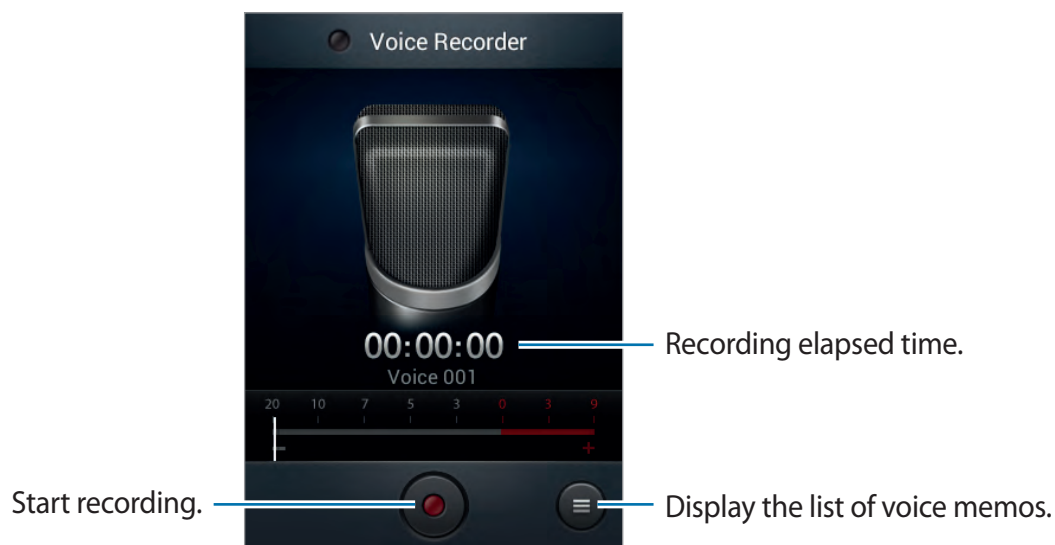 Voice Recorder
00:00:00
Recording elapsed time.
Voice 001
20 10 7 5 3 0 3 9
- +
Start recording.
Display the list of voice memos.